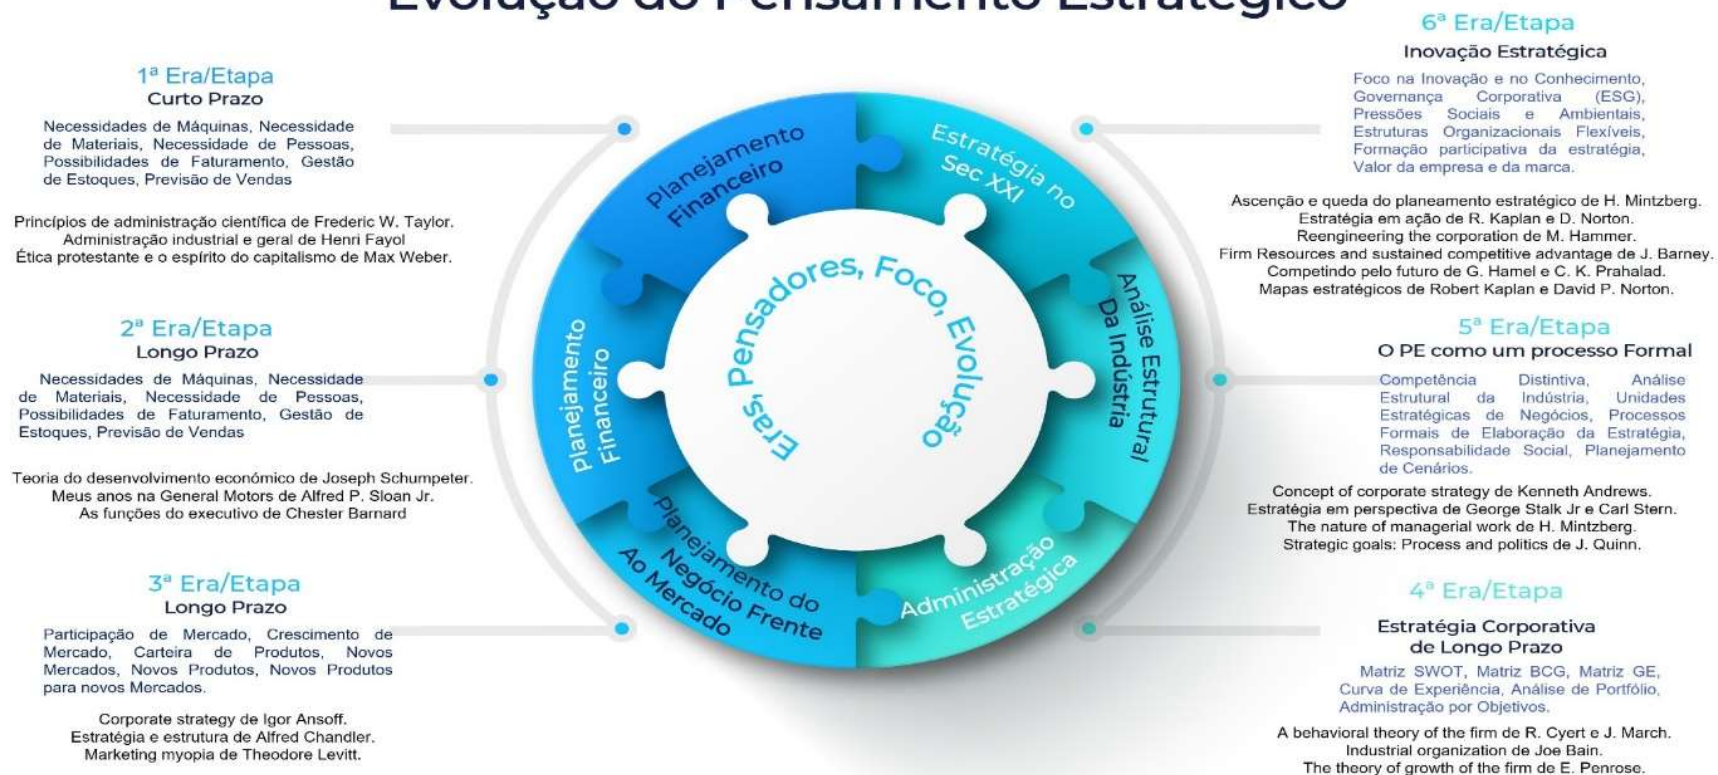 Evolução do Pensamento Estratégico
1ª Era/Etapa
Curto Prazo
Necessidades de Máquinas, Necessidade
de Materiais, Necessidade de Pessoas,
Possibilidades de Faturamento, Gestão
de Estoques, Previsão de Vendas
Princípios de administração científica de Frederic W. Taylor.
Administração industrial e geral de Henri Fayol
Ética protestante e o espírito do capitalismo de Max Weber.
2ª Era/Etapa
Longo Prazo
Necessidades de Máquinas, Necessidade
de Materiais, Necessidade de Pessoas,
Possibilidades de Faturamento, Gestão de
Estoques, Previsão de Vendas
Teoria do desenvolvimento económico de Joseph Schumpeter.
Meus anos na General Motors de Alfred P. Sloan Jr.
As funções do executivo de Chester Barnard
3ª Era/Etapa
Longo Prazo
Participação de Mercado, Crescimento de
Mercado, Carteira de Produtos, Novos
Mercados, Novos Produtos, Novos Produtos
para novos Mercados.
Corporate strategy de Igor Ansoff.
Estratégia e estrutura de Alfred Chandler.
Marketing myopia de Theodore Levitt.
Planejamento
Financeiro
Planejamento
Financeiro
Planejamento do
Negócio Frente
Ao Mercado
Administração
Estratégica
Análise Estrutural
Da Indústria
Estratégia no
Sec XXI
Eras, Pensadores, Foco, Evolução
6ª Era/Etapa
Inovação Estratégica
Foco na Inovação e no Conhecimento,
Governança Corporativa (ESG),
Pressões Sociais e Ambientais,
Estruturas Organizacionais Flexíveis,
Formação participativa da estratégia,
Valor da empresa e da marca.
Ascenção e queda do planeamento estratégico de H. Mintzberg.
Estratégia em ação de R. Kaplan e D. Norton.
Reengineering the corporation de M. Hammer.
Firm Resources and sustained competitive advantage de J. Barney.
Competindo pelo futuro de G. Hamel e C. K. Prahalad.
Mapas estratégicos de Robert Kaplan e David P. Norton.
5ª Era/Etapa
O PE como um processo Formal
Competência Distintiva, Análise
Estrutural da Indústria, Unidades
Estratégicas de Negócios, Processos
Formais de Elaboração da Estratégia,
Responsabilidade Social, Planejamento
de Cenários.
Concept of corporate strategy de Kenneth Andrews.
Estratégia em perspectiva de George Stalk Jr e Carl Stern.
The nature of managerial work de H. Mintzberg.
Strategic goals: Process and politics de J. Quinn.
4ª Era/Etapa
Estratégia Corporativa
de Longo Prazo
Matriz SWOT, Matriz BCG, Matriz GE,
Curva de Experiência, Análise de Portfólio,
Administração por Objetivos.
A behavioral theory of the firm de R. Cyert e J. March.
Industrial organization de Joe Bain.
The theory of growth of the firm de E. Penrose.